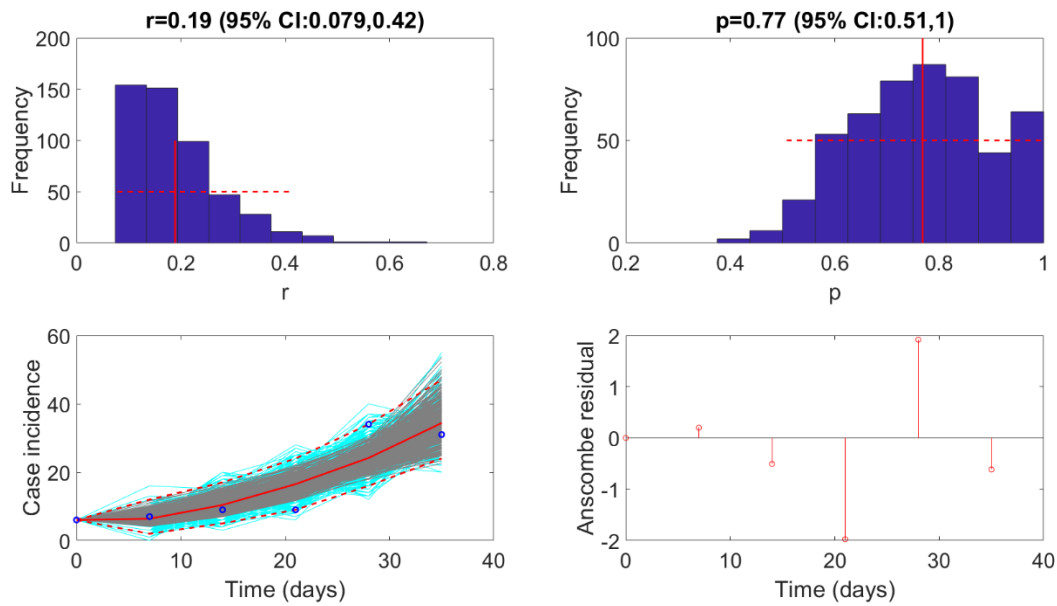 r=0.19 (95% CI:0.079,0.42)
200
150
100
50
0
Frequency
0 0.2 0.4 0.6 0.8
r
p=0.77 (95% CI:0.51,1)
100
50
0
Frequency
0.2 0.4 0.6 0.8 1
p
60
40
20
0
Case incidence
0 10 20 30 40
Time (days)
2
1
0
-1
-2
Anscombe residual
0 10 20 30 40
Time (days)